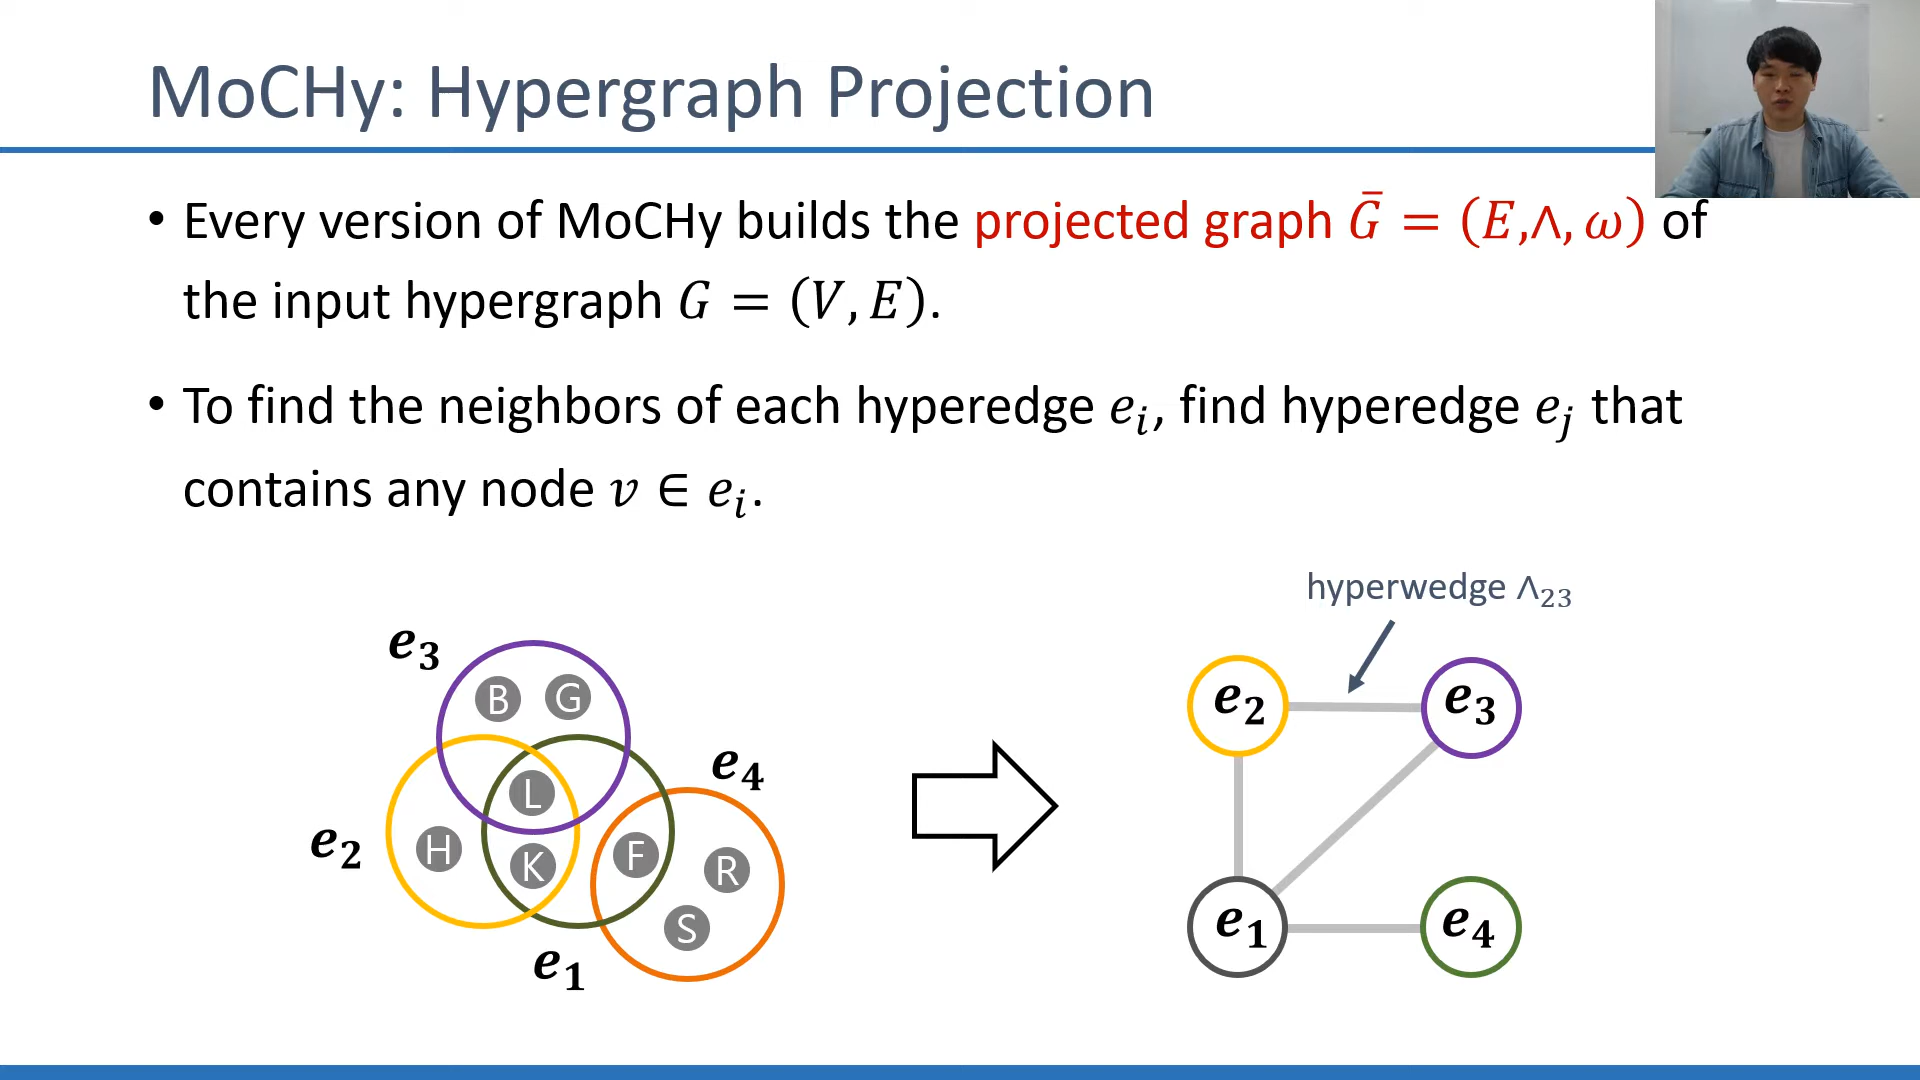 MoCHy: Hypergraph Projection
• Every version of MoCHy builds the projected graph Ḡ = (E,∧, ω) of
the input hypergraph G = (V, E).
• To find the neighbors of each hyperedge eᵢ, find hyperedge eⱼ that
contains any node v ∈ eᵢ.
hyperwedge ∧₂₃
e₃
B G
e₂ e₃
e₄
L
e₂
H K F R
S
e₁ e₄
e₁